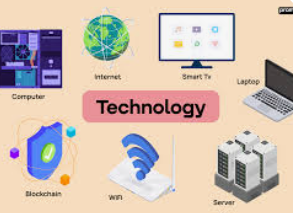 Internet
Smart Tv
Laptop
Computer
Technology
Blockchain
WiFi
Server